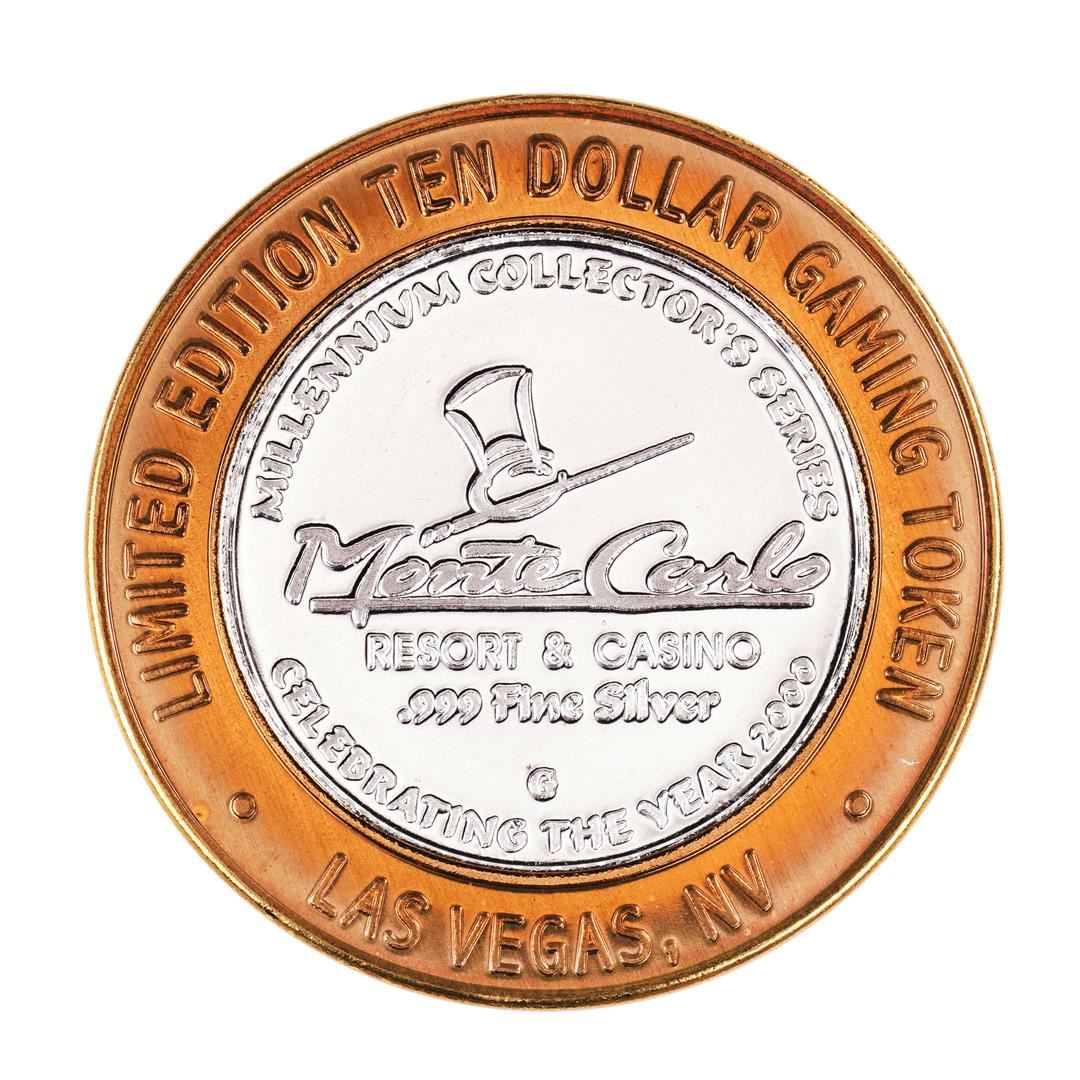 LIMITED EDITION TEN DOLLAR GAMING TOKEN
MILLENNIVM COLLECTOR'S SERIES
Monte Carlo
RESORT & CASINO
.999 Fine Silver
G
CELEBRATING THE YEAR 2000
LAS VEGAS, NV